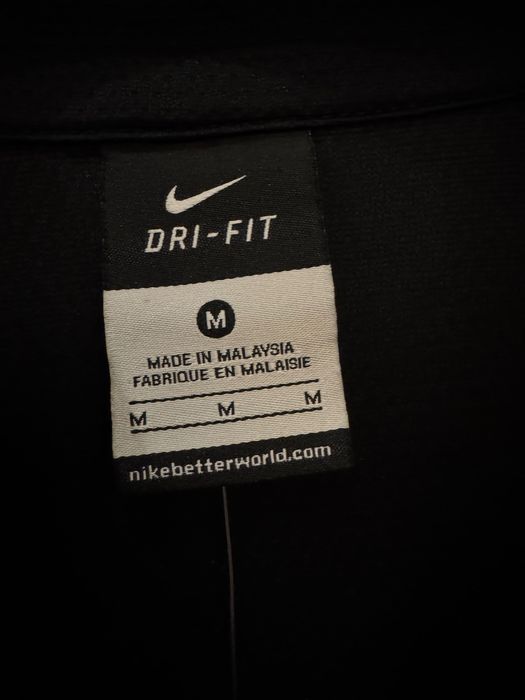 DRI-FIT
M
MADE IN MALAYSIA
FABRIQUE EN MALAISIE
M M M
nikebetterworld.com